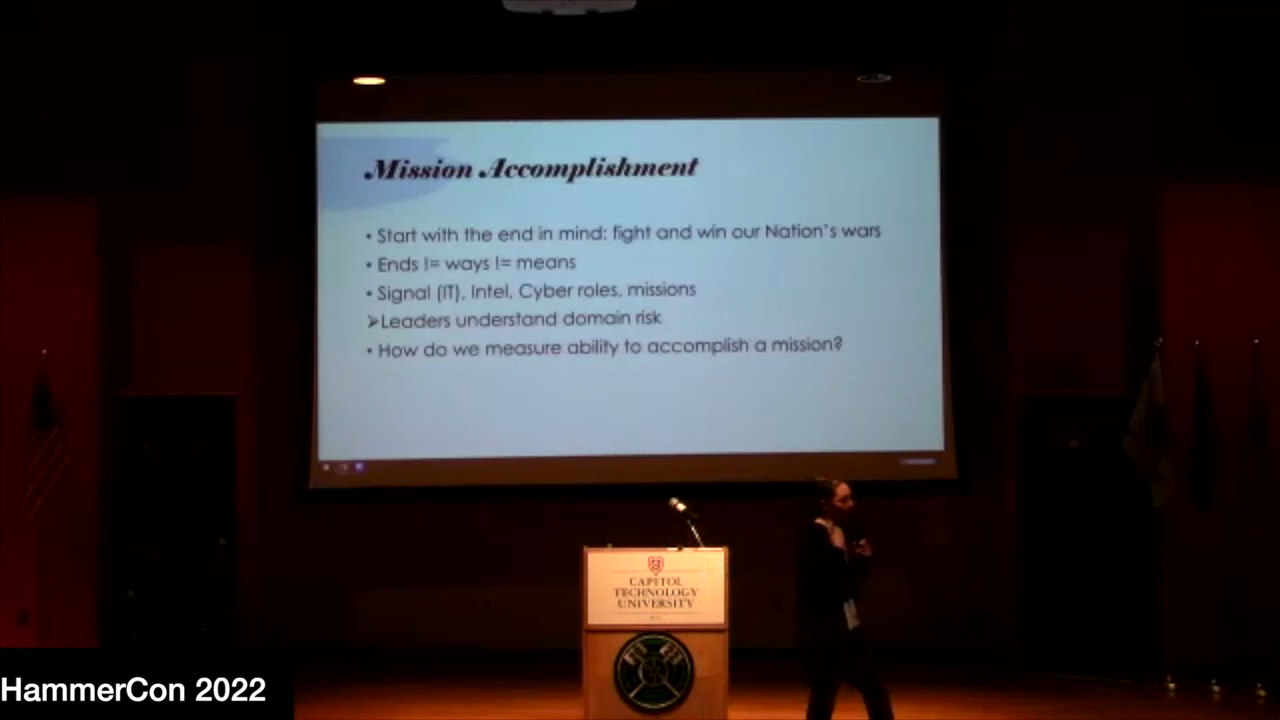 Mission Accomplishment
• Start with the end in mind: fight and win our Nation's wars
• Ends != ways != means
• Signal (IT), Intel, Cyber roles, missions
➢Leaders understand domain risk
• How do we measure ability to accomplish a mission?
CAPITOL
TECHNOLOGY
UNIVERSITY
HammerCon 2022